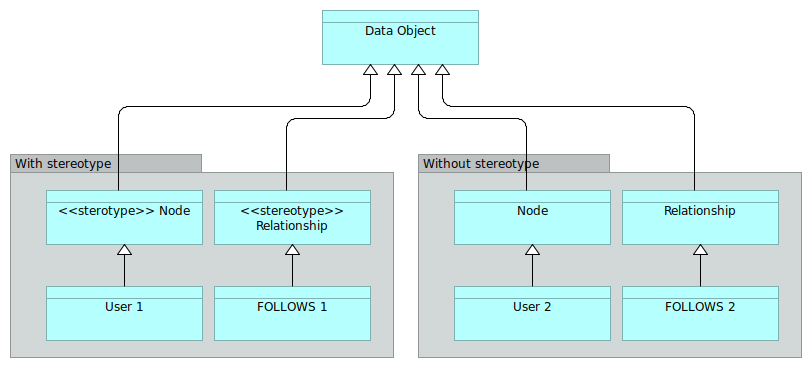 Data Object
With stereotype
Without stereotype
<<sterotype>> Node
<<stereotype>>
Relationship
Node
Relationship
User 1
FOLLOWS 1
User 2
FOLLOWS 2